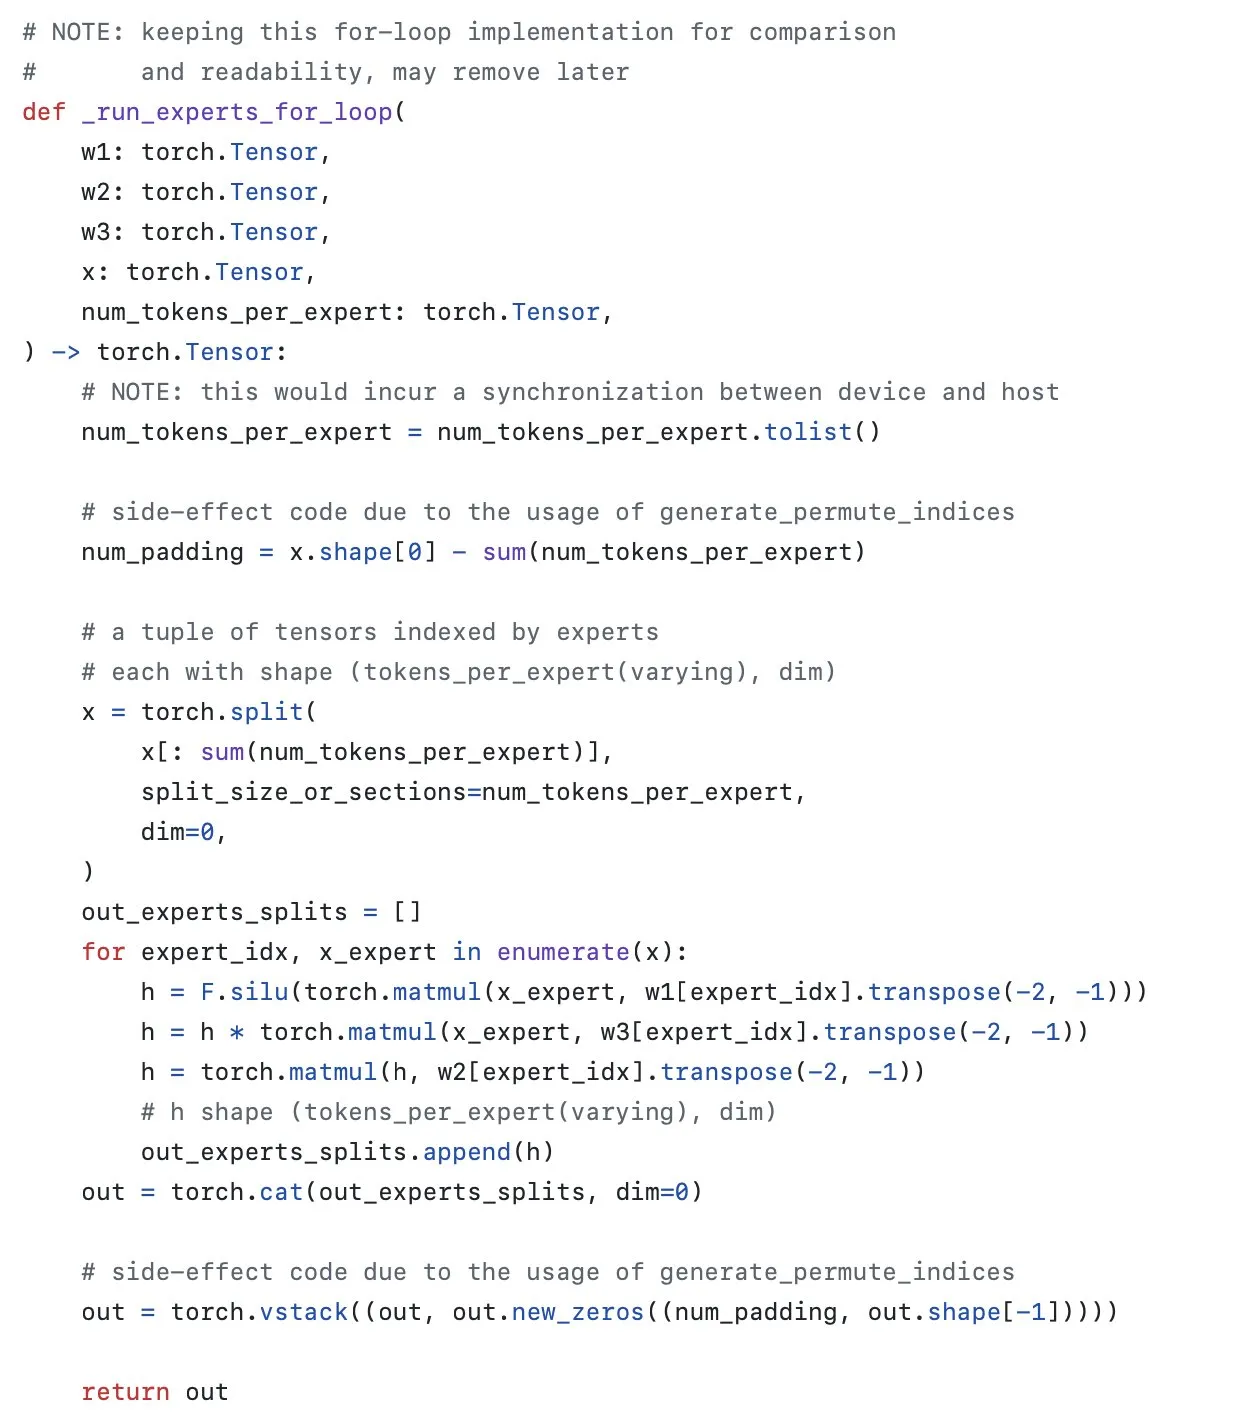 # NOTE: keeping this for-loop implementation for comparison
#       and readability, may remove later
def _run_experts_for_loop(
    w1: torch.Tensor,
    w2: torch.Tensor,
    w3: torch.Tensor,
    x: torch.Tensor,
    num_tokens_per_expert: torch.Tensor,
) -> torch.Tensor:
    # NOTE: this would incur a synchronization between device and host
    num_tokens_per_expert = num_tokens_per_expert.tolist()

    # side-effect code due to the usage of generate_permute_indices
    num_padding = x.shape[0] - sum(num_tokens_per_expert)

    # a tuple of tensors indexed by experts
    # each with shape (tokens_per_expert(varying), dim)
    x = torch.split(
        x[: sum(num_tokens_per_expert)],
        split_size_or_sections=num_tokens_per_expert,
        dim=0,
    )
    out_experts_splits = []
    for expert_idx, x_expert in enumerate(x):
        h = F.silu(torch.matmul(x_expert, w1[expert_idx].transpose(-2, -1)))
        h = h * torch.matmul(x_expert, w3[expert_idx].transpose(-2, -1))
        h = torch.matmul(h, w2[expert_idx].transpose(-2, -1))
        # h shape (tokens_per_expert(varying), dim)
        out_experts_splits.append(h)
    out = torch.cat(out_experts_splits, dim=0)

    # side-effect code due to the usage of generate_permute_indices
    out = torch.vstack((out, out.new_zeros((num_padding, out.shape[-1]))))

    return out